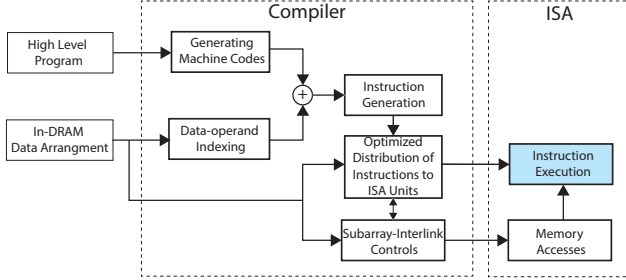 Compiler
ISA
High Level
Program
Generating
Machine Codes
+
Instruction
Generation
In-DRAM
Data Arrangment
Data-operand
Indexing
Optimized
Distribution of
Instructions to
ISA Units
Instruction
Execution
Subarray-Interlink
Controls
Memory
Accesses